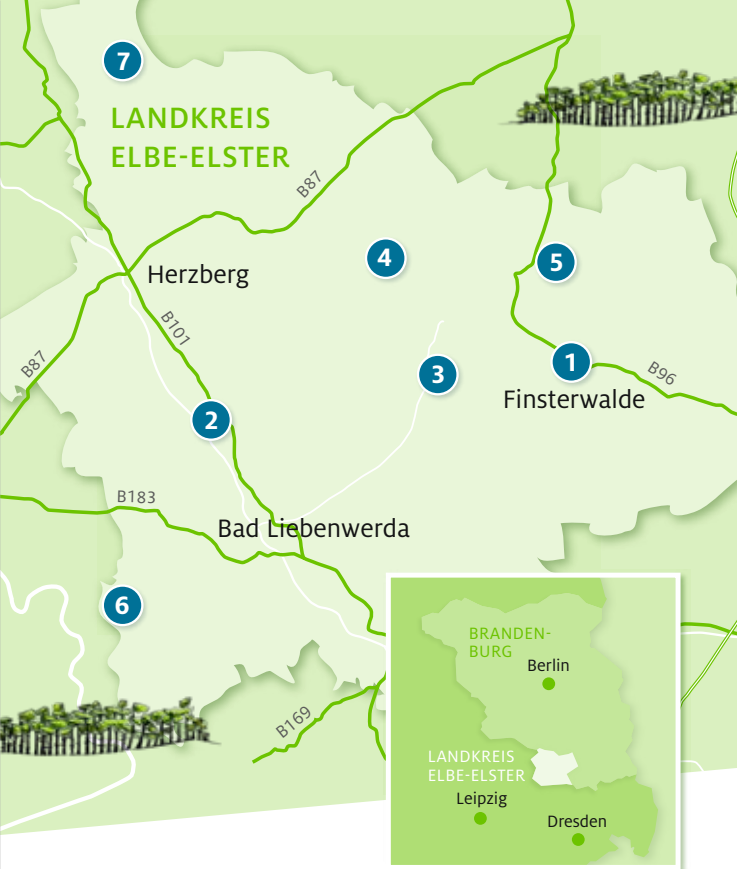 7
LANDKREIS
ELBE-ELSTER
B87
4
5
Herzberg
B101
B87
3
1
B96
Finsterwalde
2
B183
Bad Liebenwerda
6
BRANDEN-
BURG
Berlin
B169
LANDKREIS
ELBE-ELSTER
Leipzig
Dresden